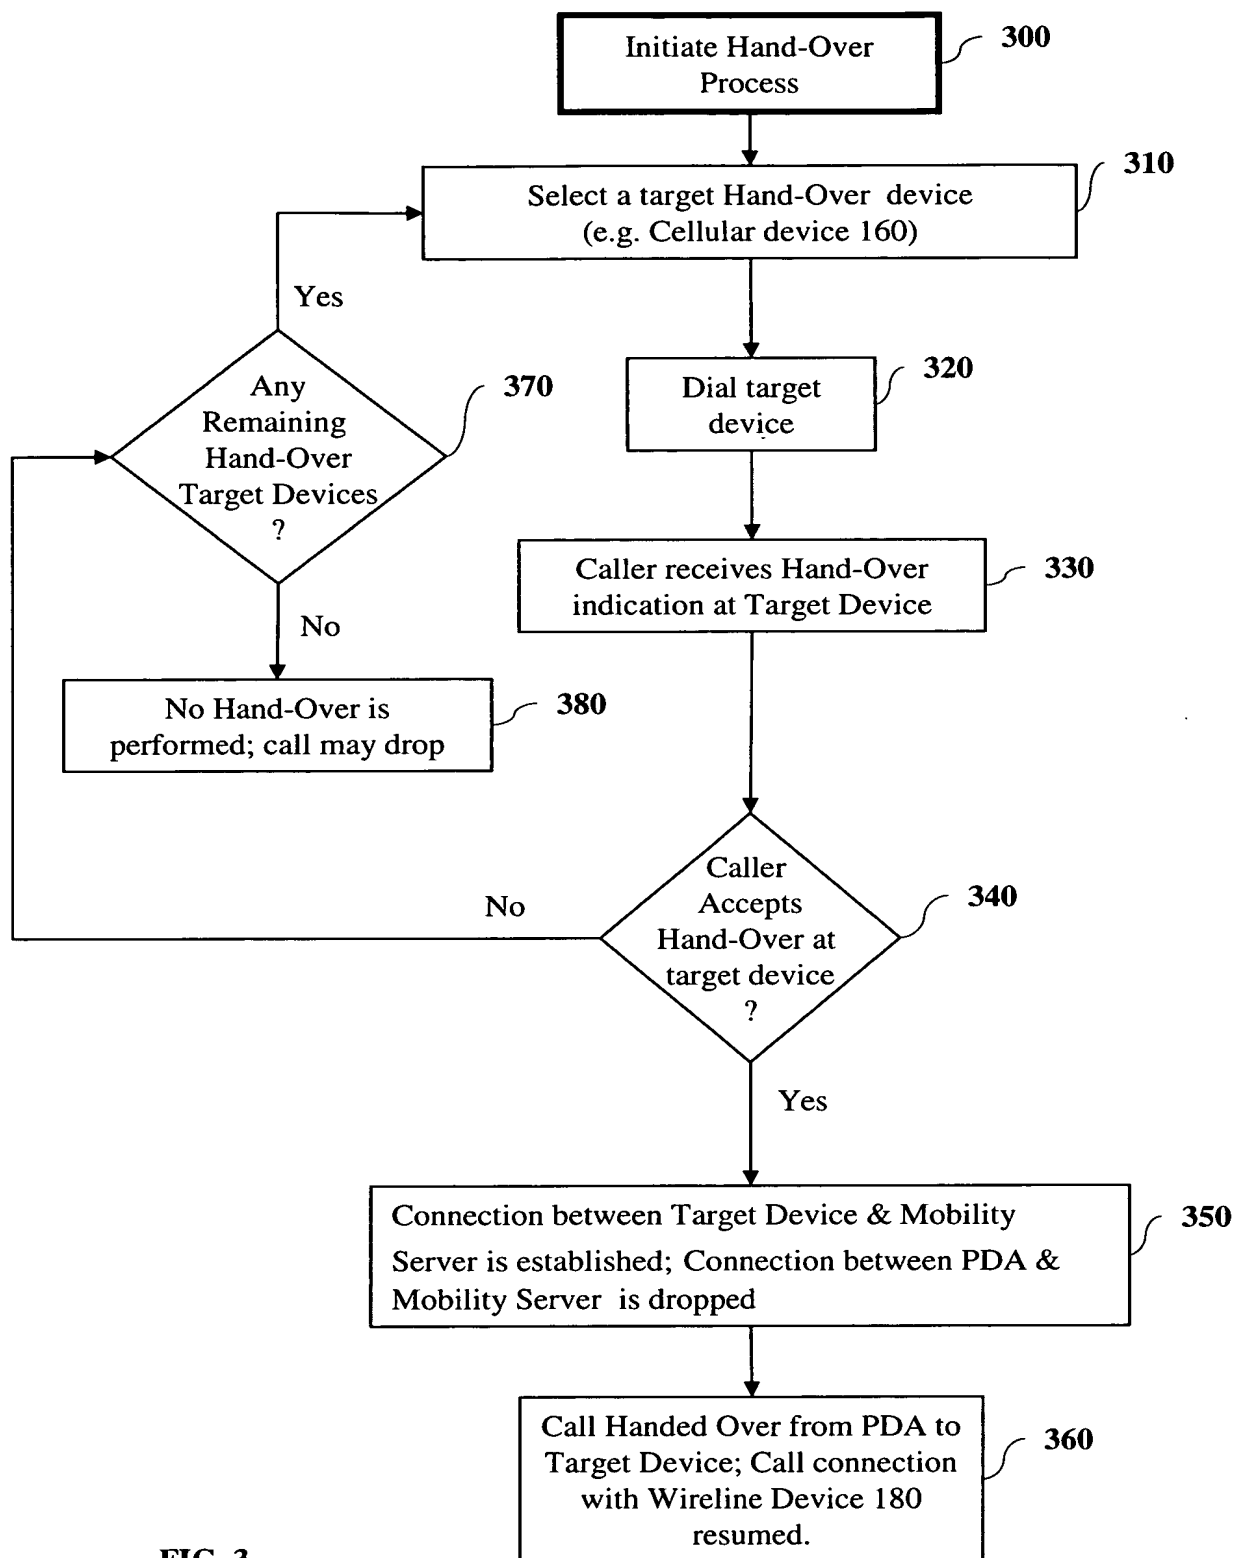 Initiate Hand-Over
Process
300
Select a target Hand-Over device
(e.g. Cellular device 160)
310
Yes
Dial target
device
320
Any
Remaining
Hand-Over
Target Devices
?
370
Caller receives Hand-Over
indication at Target Device
330
No
No Hand-Over is
performed; call may drop
380
Caller
Accepts
Hand-Over at
target device
?
340
No
Yes
Connection between Target Device & Mobility
Server is established; Connection between PDA &
Mobility Server is dropped
350
Call Handed Over from PDA to
Target Device; Call connection
with Wireline Device 180
resumed.
360
FIG. 3